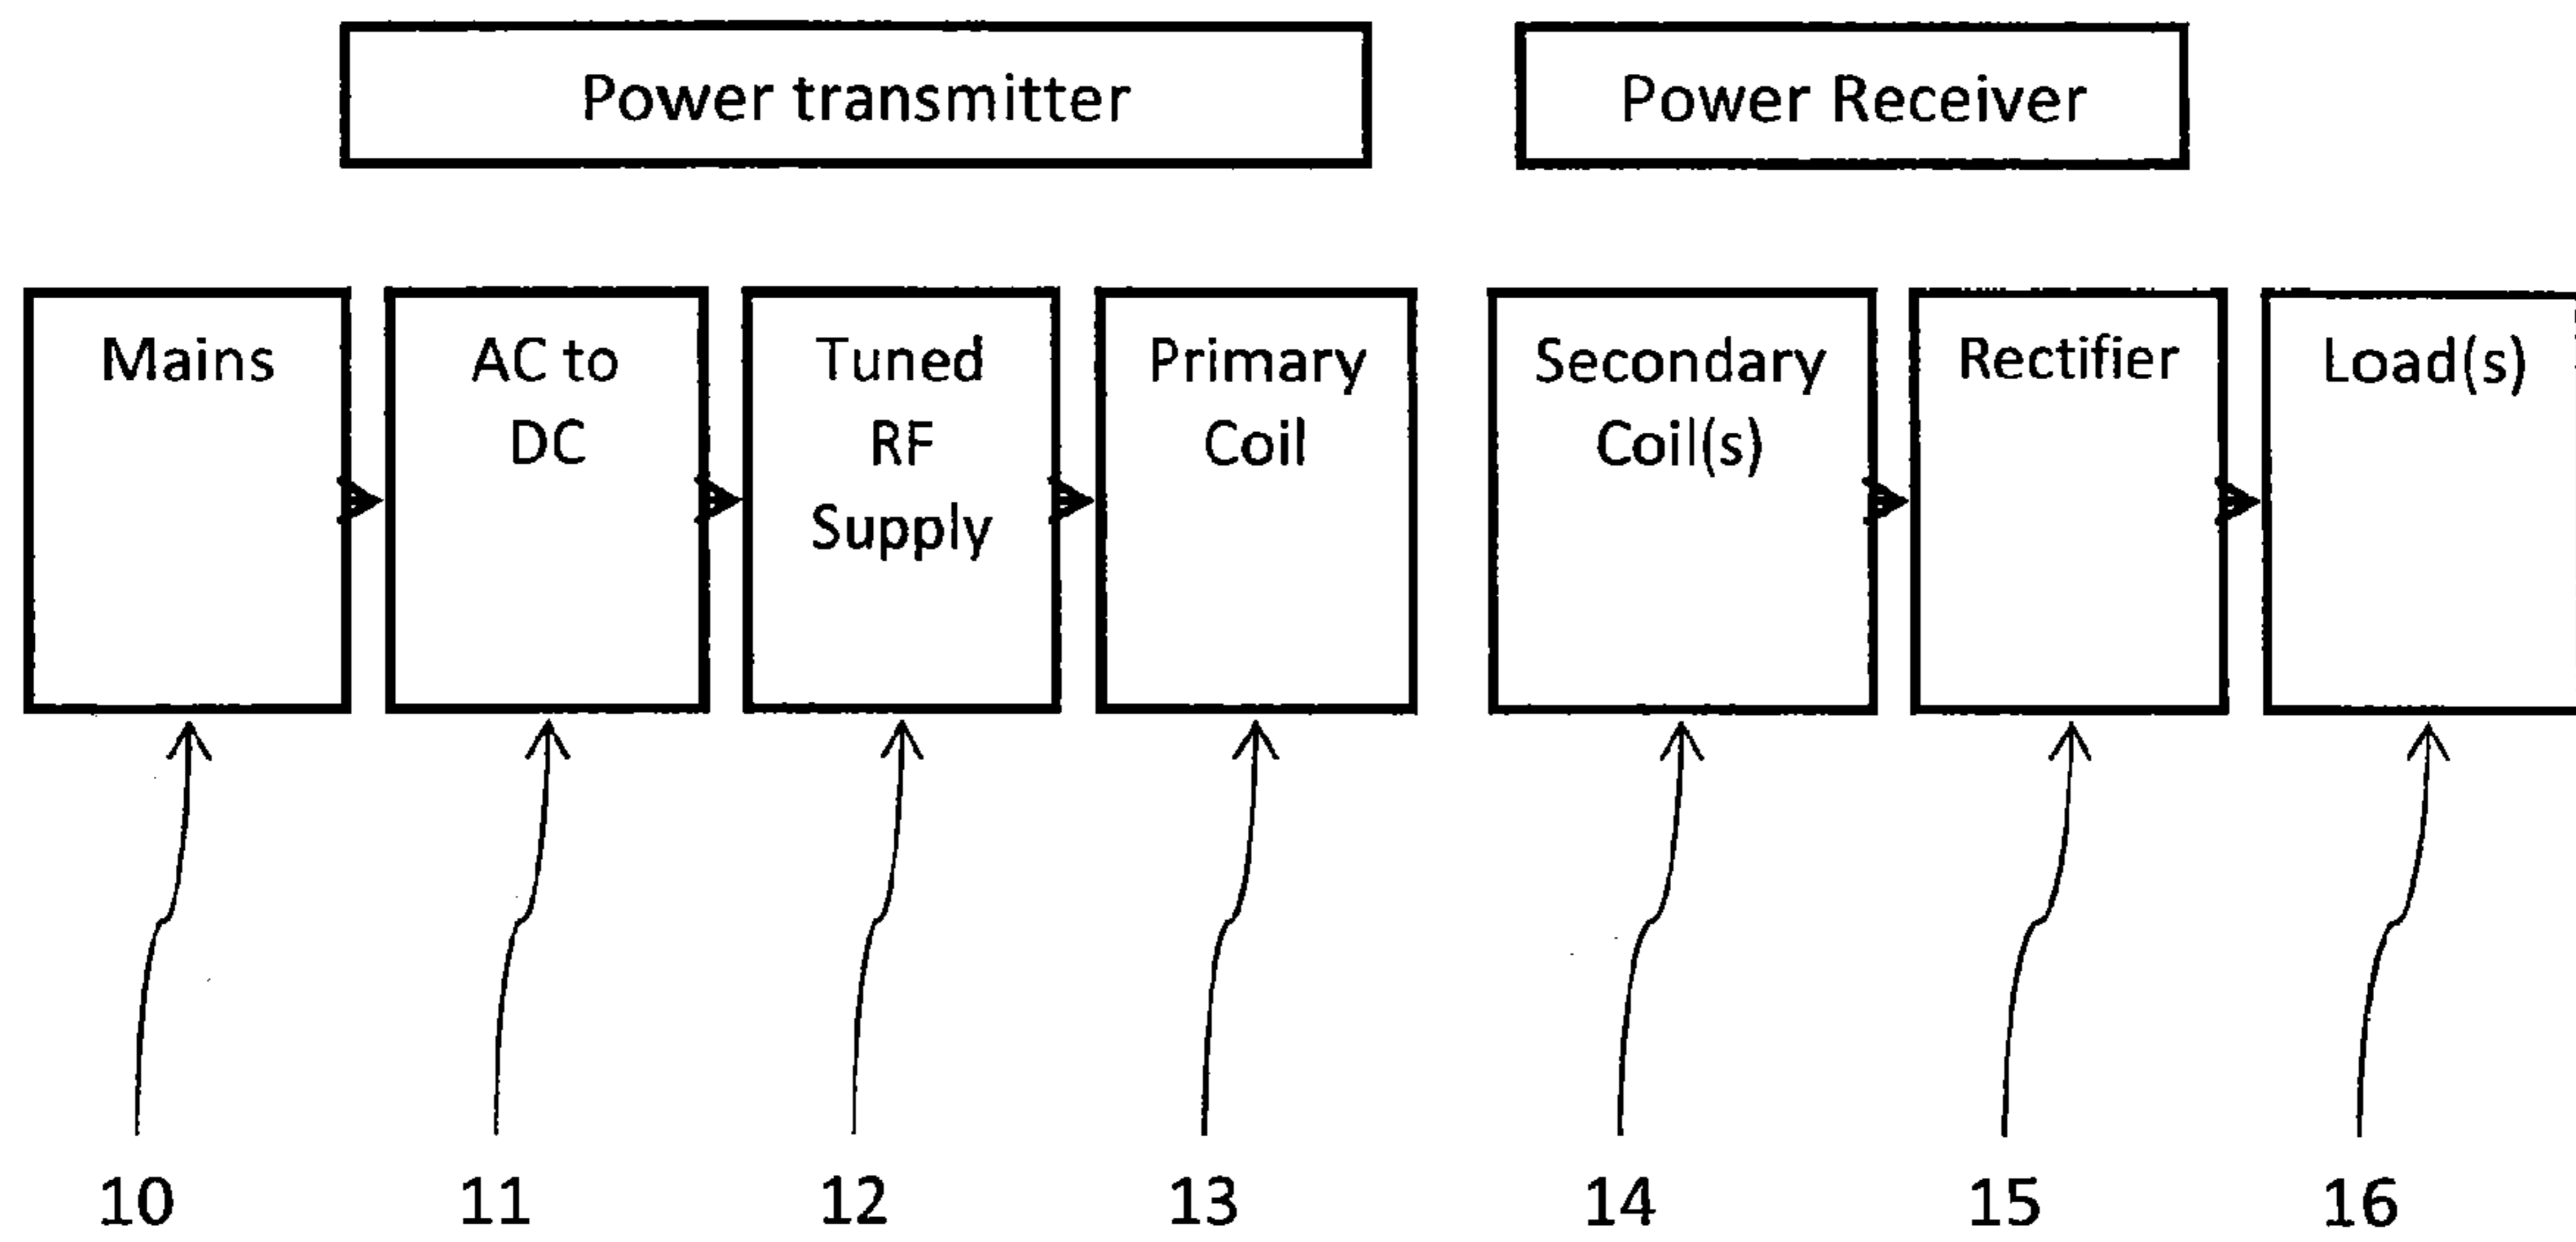 Power transmitter
Power Receiver
Mains
AC to
DC
Tuned
RF
Supply
Primary
Coil
Secondary
Coil(s)
Rectifier
Load(s)
10
11
12
13
14
15
16